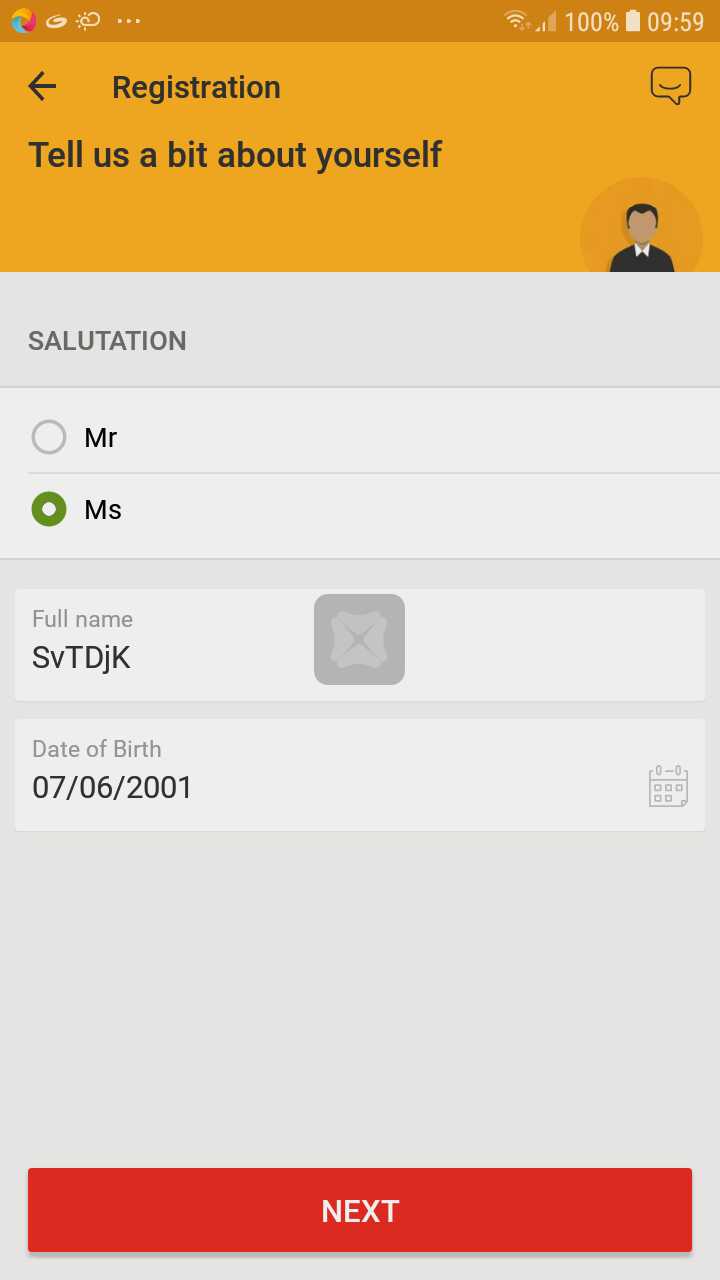 100% 09:59
Registration
Tell us a bit about yourself
SALUTATION
Mr
Ms
Full name
SvTDjK
Date of Birth
07/06/2001
NEXT